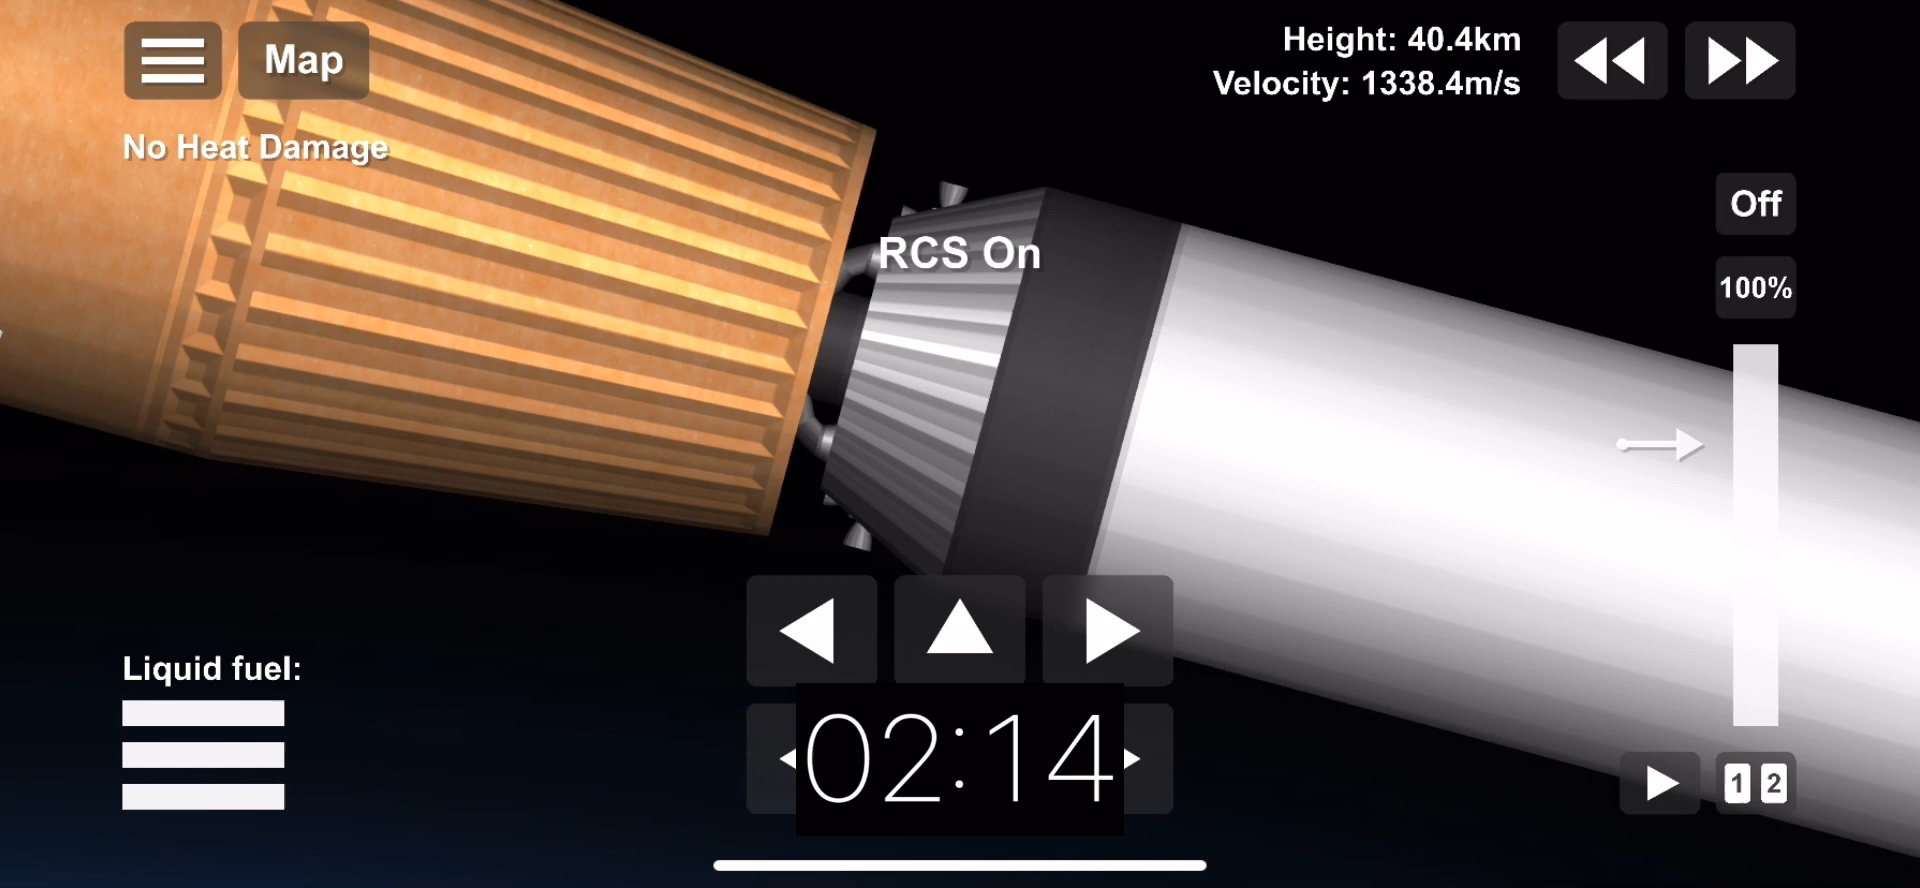 Map
Height: 40.4km
Velocity: 1338.4m/s
No Heat Damage
Off
RCS On
100%
Liquid fuel:
02:14
1 2